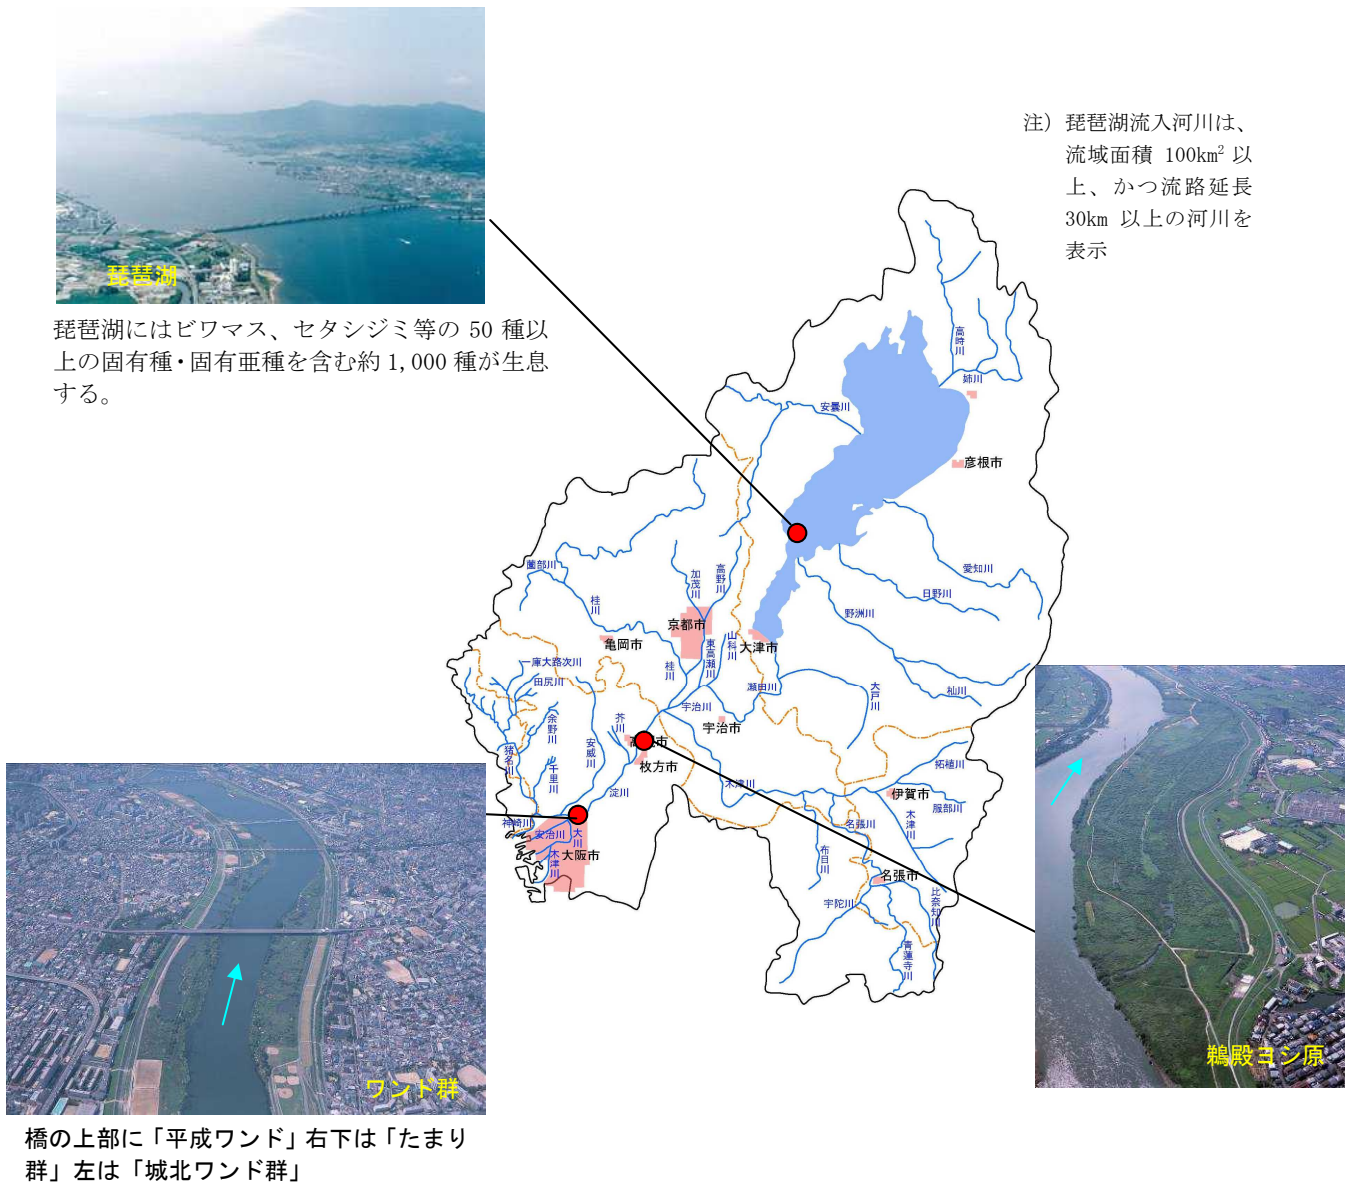 琵琶湖
琵琶湖にはビワマス、セタシジミ等の 50 種以
上の固有種・固有亜種を含む約 1,000 種が生息
する。
注) 琵琶湖流入河川は、
流域面積 100km² 以
上、かつ流路延長
30km 以上の河川を
表示
高時川
姉川
安曇川
彦根市
薗部川
桂川
加茂川
高野川
愛知川
日野川
野洲川
京都市
亀岡市
東高瀬川
山科川
大津市
桂川
一庫大路次川
田尻川
瀬田川
大戸川
杣川
宇治川
宇治市
余野川
芥川
安威川
猪名川
千里川
枚方市
淀川
木津川
拓植川
伊賀市
服部川
木津川
名張川
布目川
神崎川
安治川
大川
大阪市
木津川
名張市
宇陀川
比奈知川
青蓮寺川
ワンド群
橋の上部に「平成ワンド」右下は「たまり
群」左は「城北ワンド群」
鵜殿ヨシ原